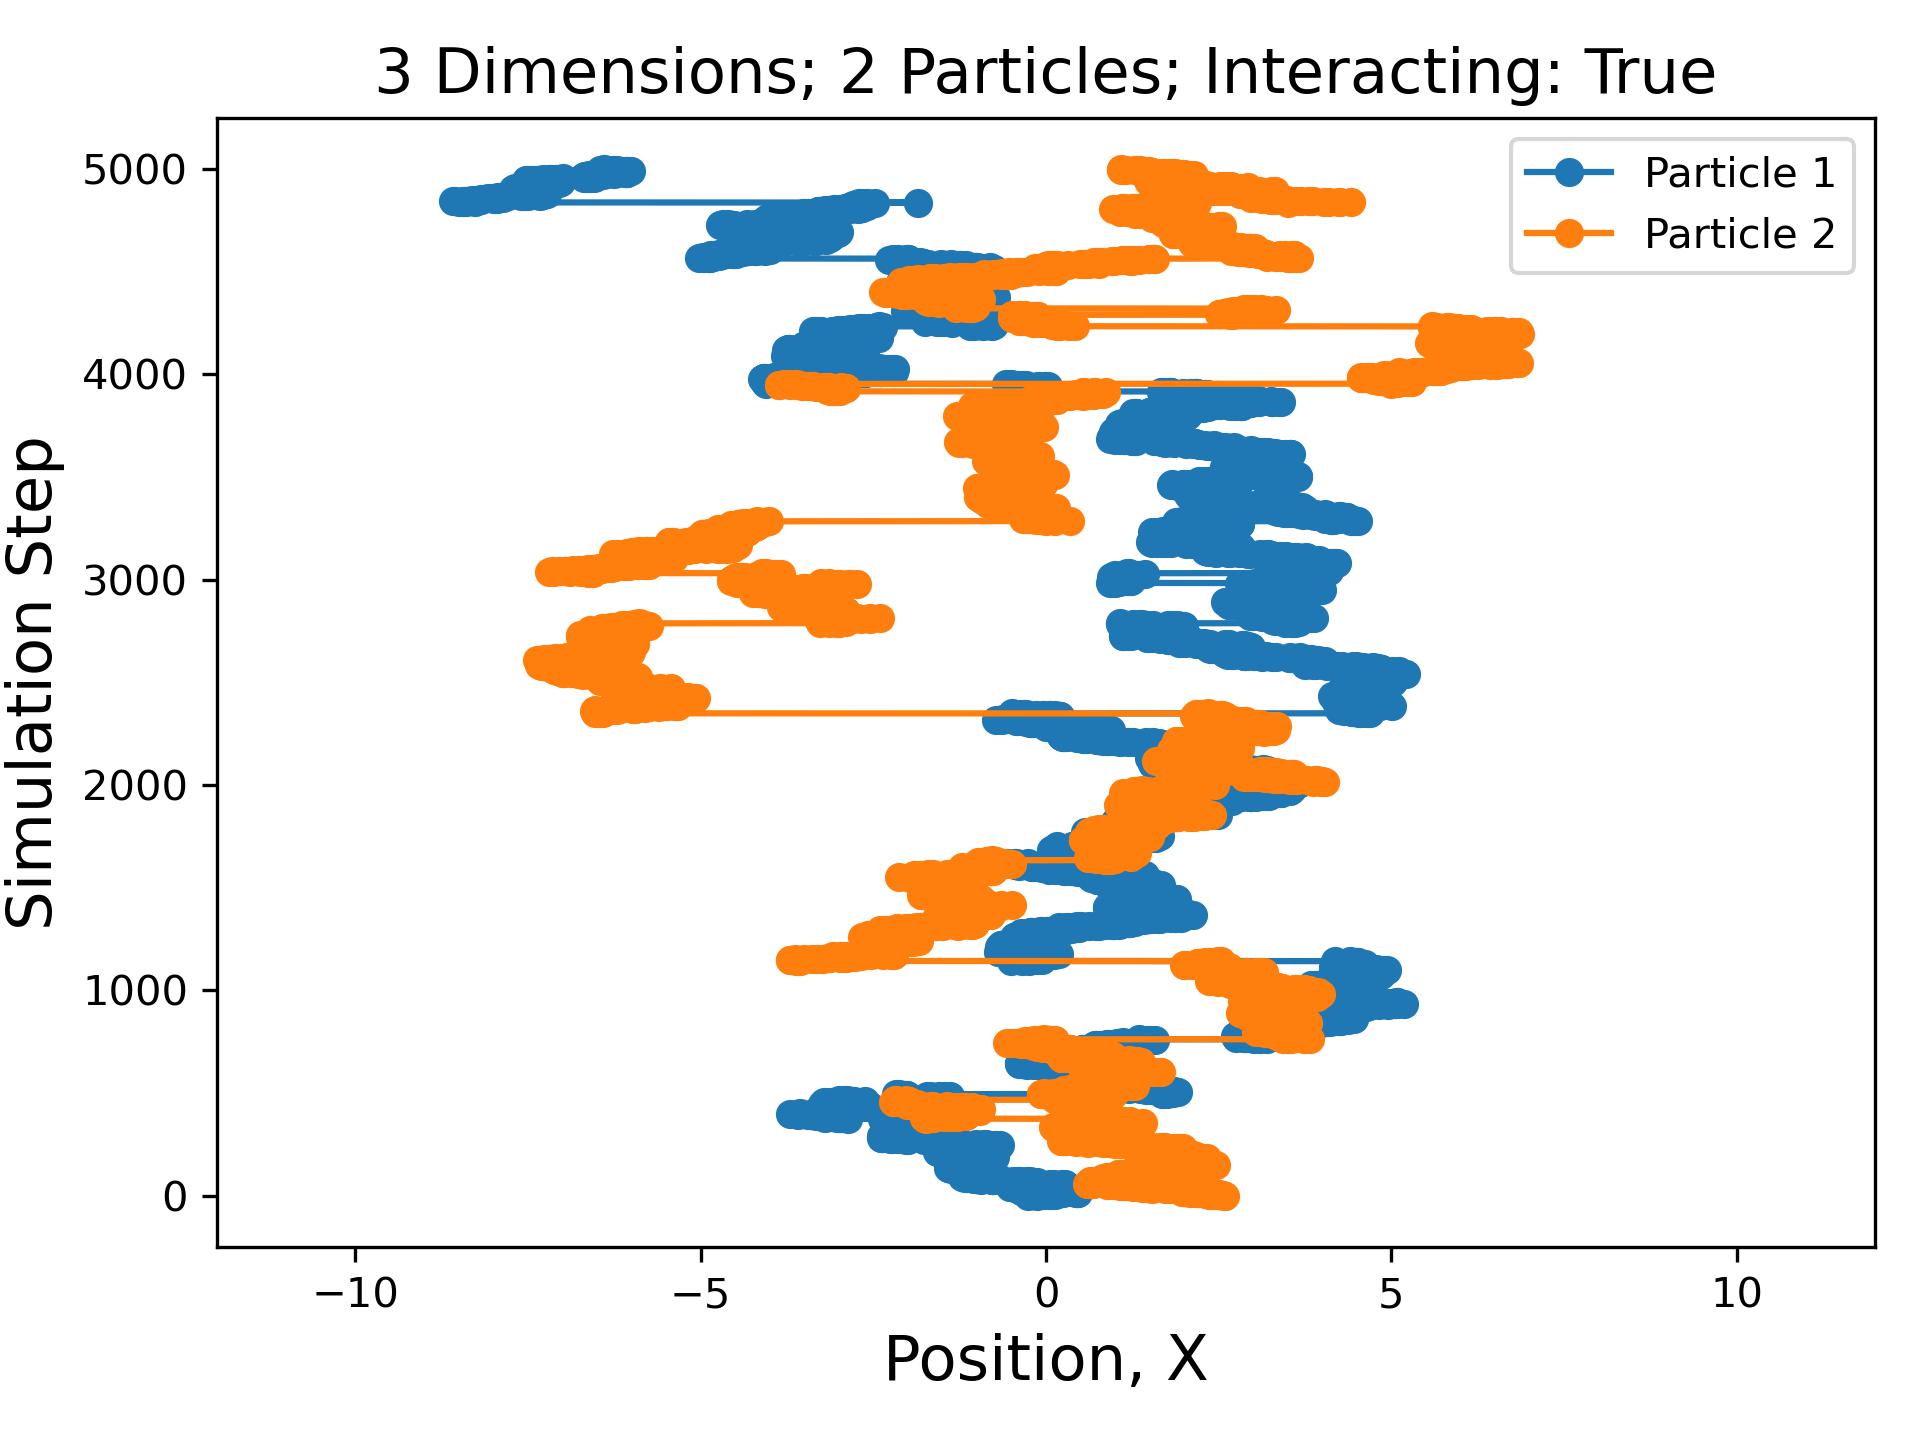 3 Dimensions; 2 Particles; Interacting: True
Particle 1
Particle 2
Simulation Step
5000
4000
3000
2000
1000
0
−10
−5
0
5
10
Position, X